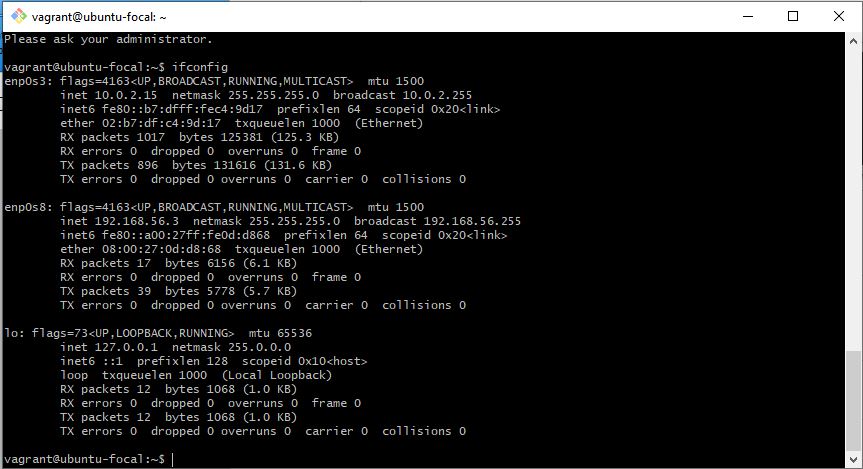 vagrant@ubuntu-focal: ~
Please ask your administrator.
vagrant@ubuntu-focal:~$ ifconfig
enp0s3: flags=4163<UP,BROADCAST,RUNNING,MULTICAST>  mtu 1500
        inet 10.0.2.15  netmask 255.255.255.0  broadcast 10.0.2.255
        inet6 fe80::b7:dfff:fec4:9d17  prefixlen 64  scopeid 0x20<link>
        ether 02:b7:df:c4:9d:17  txqueuelen 1000  (Ethernet)
        RX packets 1017  bytes 125381 (125.3 KB)
        RX errors 0  dropped 0  overruns 0  frame 0
        TX packets 896  bytes 131616 (131.6 KB)
        TX errors 0  dropped 0 overruns 0  carrier 0  collisions 0
enp0s8: flags=4163<UP,BROADCAST,RUNNING,MULTICAST>  mtu 1500
        inet 192.168.56.3  netmask 255.255.255.0  broadcast 192.168.56.255
        inet6 fe80::a00:27ff:fe0d:d868  prefixlen 64  scopeid 0x20<link>
        ether 08:00:27:0d:d8:68  txqueuelen 1000  (Ethernet)
        RX packets 17  bytes 6156 (6.1 KB)
        RX errors 0  dropped 0  overruns 0  frame 0
        TX packets 39  bytes 5778 (5.7 KB)
        TX errors 0  dropped 0 overruns 0  carrier 0  collisions 0
lo: flags=73<UP,LOOPBACK,RUNNING>  mtu 65536
        inet 127.0.0.1  netmask 255.0.0.0
        inet6 ::1  prefixlen 128  scopeid 0x10<host>
        loop  txqueuelen 1000  (Local Loopback)
        RX packets 12  bytes 1068 (1.0 KB)
        RX errors 0  dropped 0  overruns 0  frame 0
        TX packets 12  bytes 1068 (1.0 KB)
        TX errors 0  dropped 0 overruns 0  carrier 0  collisions 0
vagrant@ubuntu-focal:~$